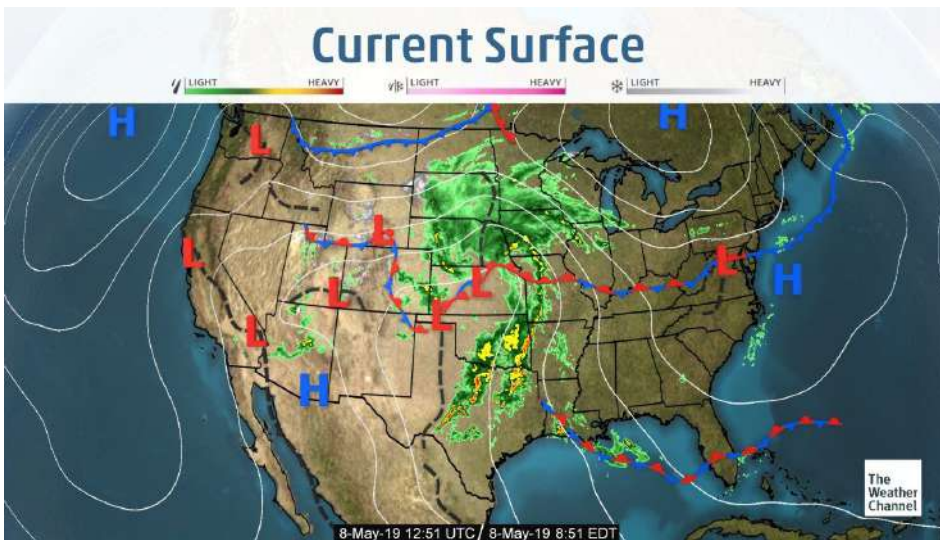 Current Surface
LIGHT HEAVY LIGHT HEAVY LIGHT HEAVY
H H
L
L
L
H
L L
L
L
L
H
The
Weather
Channel
8-May-19 12:51 UTC / 8-May-19 8:51 EDT